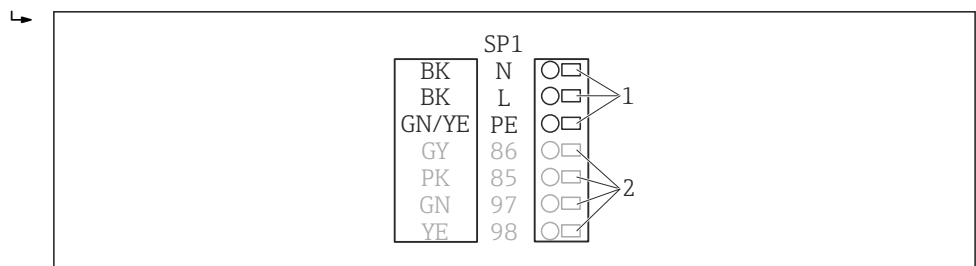 SP1
BK N
BK L 1
GN/YE PE
GY 86
PK 85 2
GN 97
YE 98